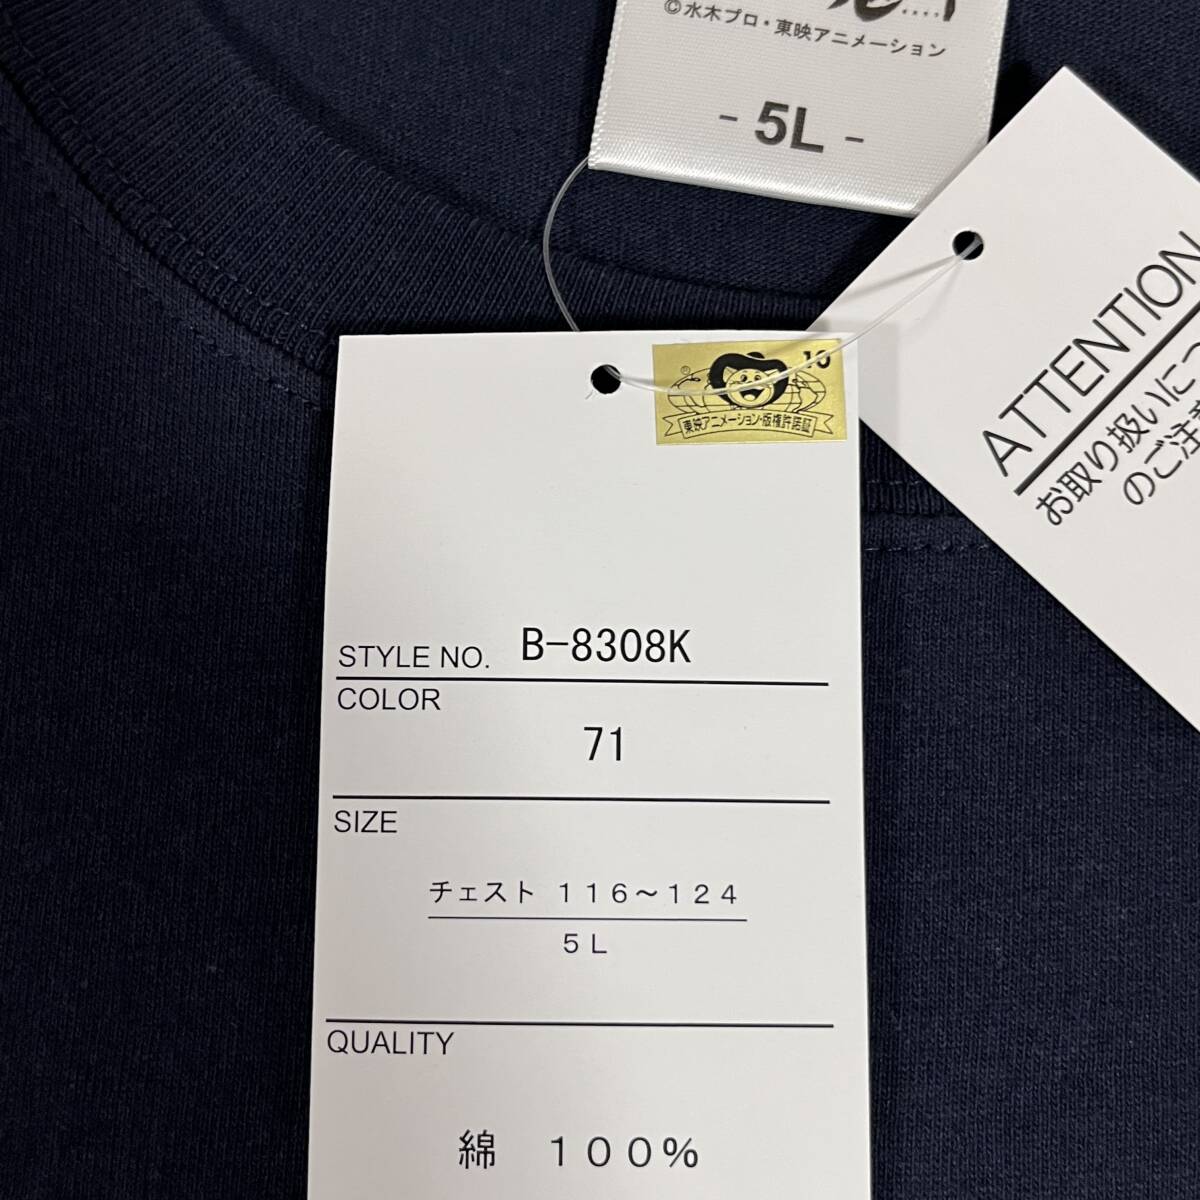 ©水木プロ・東映アニメーション
- 5L -
ATTENTION
お取り扱いにつ
のご注意
10
®
東映アニメーション・版権許諾証
STYLE NO. B-8308K
COLOR
71
SIZE
チェスト １１６～１２４
５Ｌ
QUALITY
綿 １００％